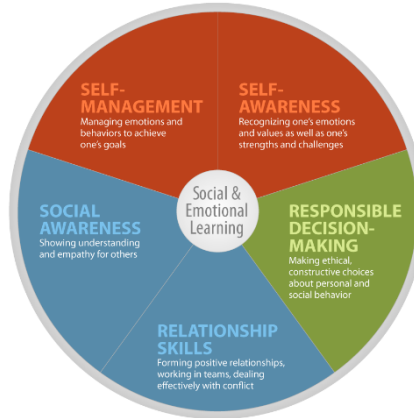 SELF-
MANAGEMENT
Managing emotions and
behaviors to achieve
one's goals
SELF-
AWARENESS
Recognizing one's emotions
and values as well as one's
strengths and challenges
Social &
Emotional
Learning
SOCIAL
AWARENESS
Showing understanding
and empathy for others
RESPONSIBLE
DECISION-
MAKING
Making ethical,
constructive choices
about personal and
social behavior
RELATIONSHIP
SKILLS
Forming positive relationships,
working in teams, dealing
effectively with conflict